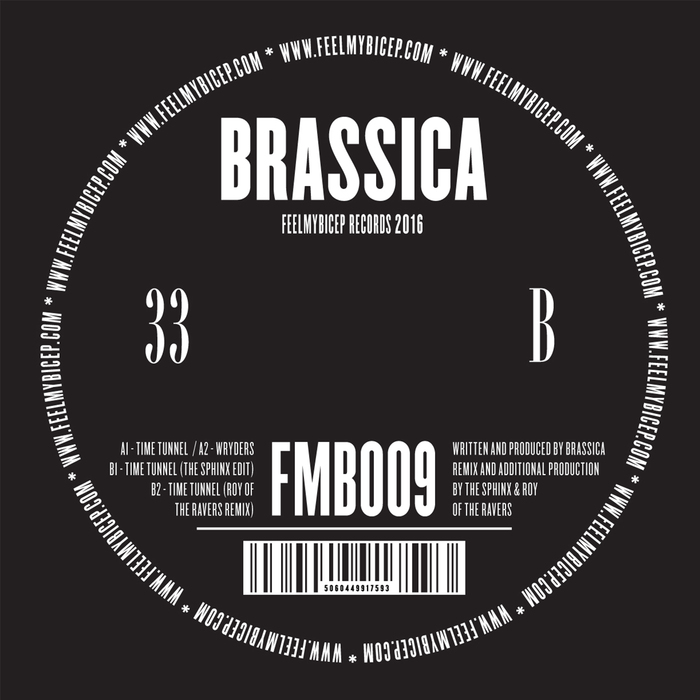 WWW.FEELMYBICEP.COM * WWW.FEELMYBICEP.COM * WWW.FEELMYBICEP.COM * WWW.FEELMYBICEP.COM * WWW.FEELMYBICEP.COM * WWW.FEELMYBICEP.COM * WWW.FEELMYBICEP.COM * WWW.FEELMYBICEP.COM * WWW.FEELMYBICEP.COM * WWW.FEELMYBICEP.COM * WWW.FEELMYBICEP.COM *
BRASSICA
FEELMYBICEP RECORDS 2016
33
B
A1 - TIME TUNNEL / A2 - WRYDERS
B1 - TIME TUNNEL (THE SPHINX EDIT)
B2 - TIME TUNNEL (ROY OF
THE RAVERS REMIX)
FMB009
WRITTEN AND PRODUCED BY BRASSICA
REMIX AND ADDITIONAL PRODUCTION
BY THE SPHINX & ROY
OF THE RAVERS
5060449917593